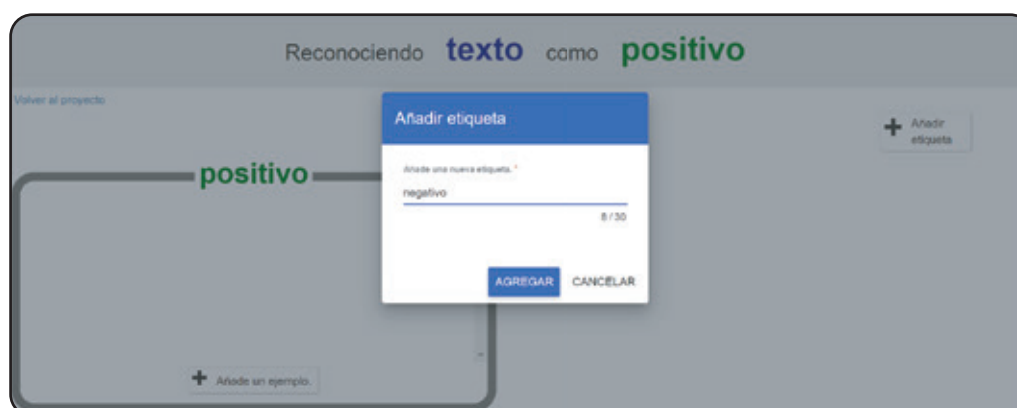 Reconociendo texto como positivo
Volver al proyecto
Añadir etiqueta
Añadir etiqueta
positivo
Añade una nueva etiqueta. *
negativo
8 / 30
AGREGAR CANCELAR
Añade un ejemplo.